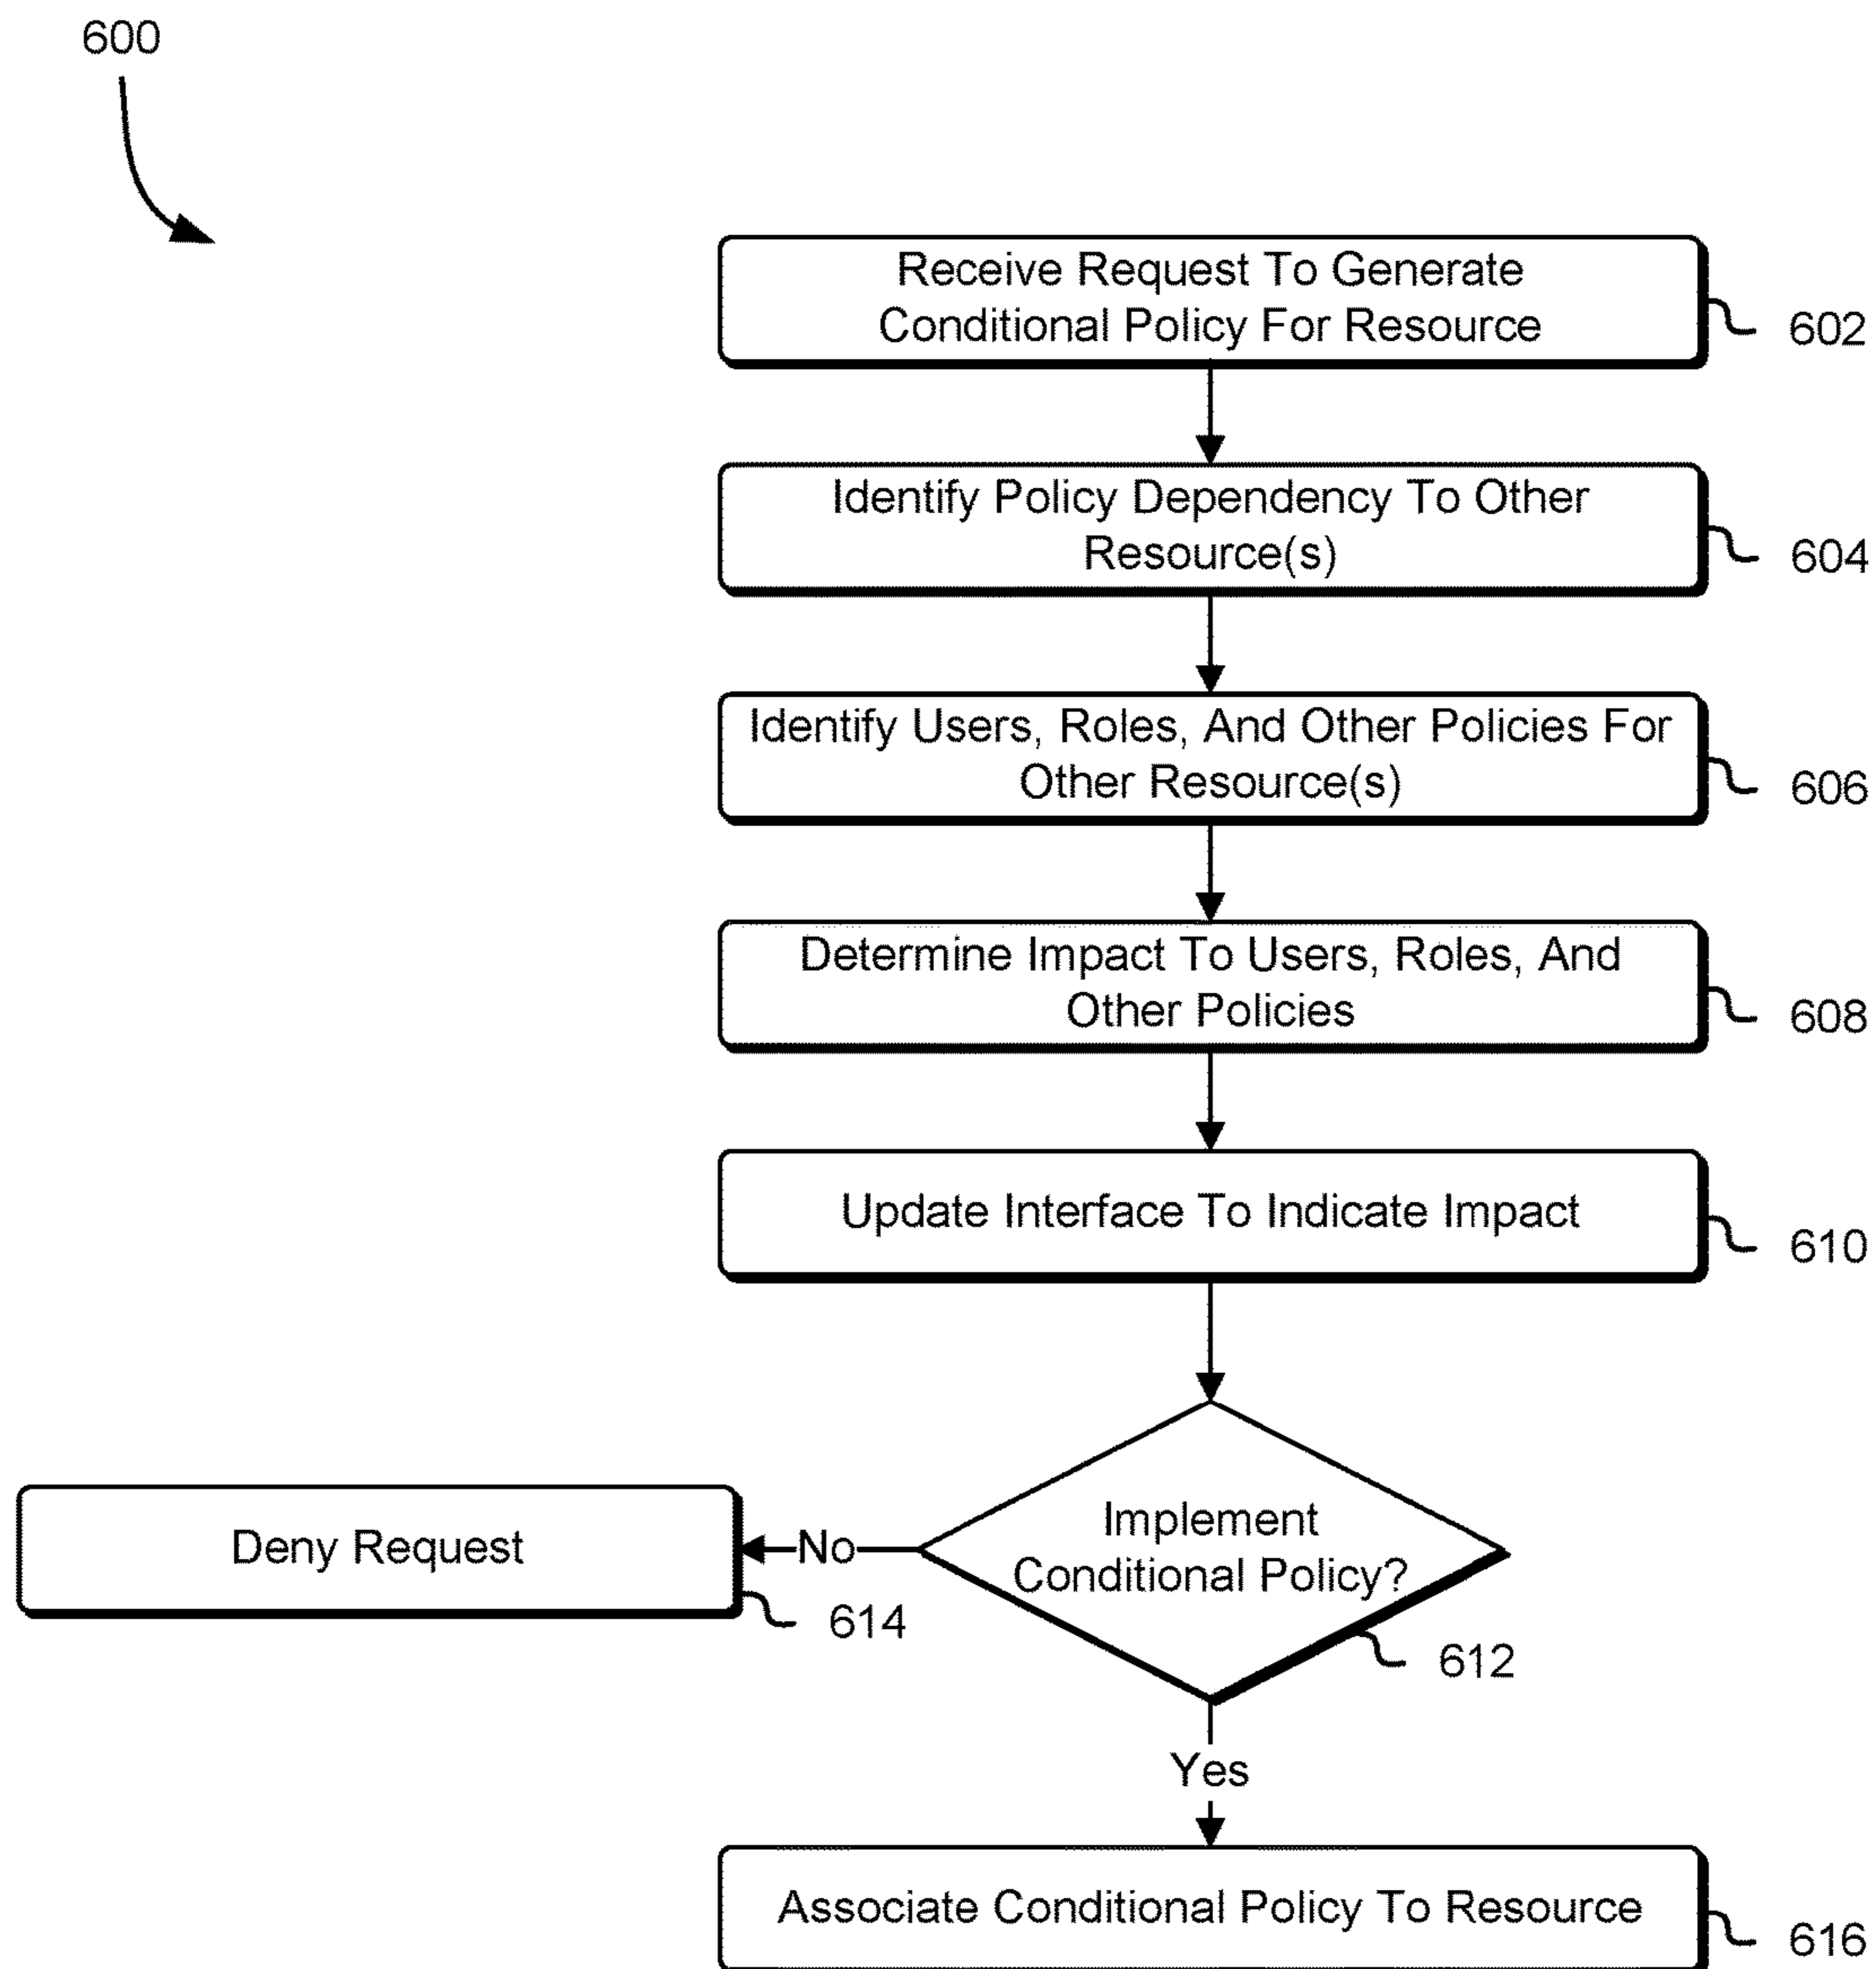 600
Receive Request To Generate
Conditional Policy For Resource
602
Identify Policy Dependency To Other
Resource(s)
604
Identify Users, Roles, And Other Policies For
Other Resource(s)
606
Determine Impact To Users, Roles, And
Other Policies
608
Update Interface To Indicate Impact
610
Implement
Conditional Policy?
612
No
Deny Request
614
Yes
Associate Conditional Policy To Resource
616